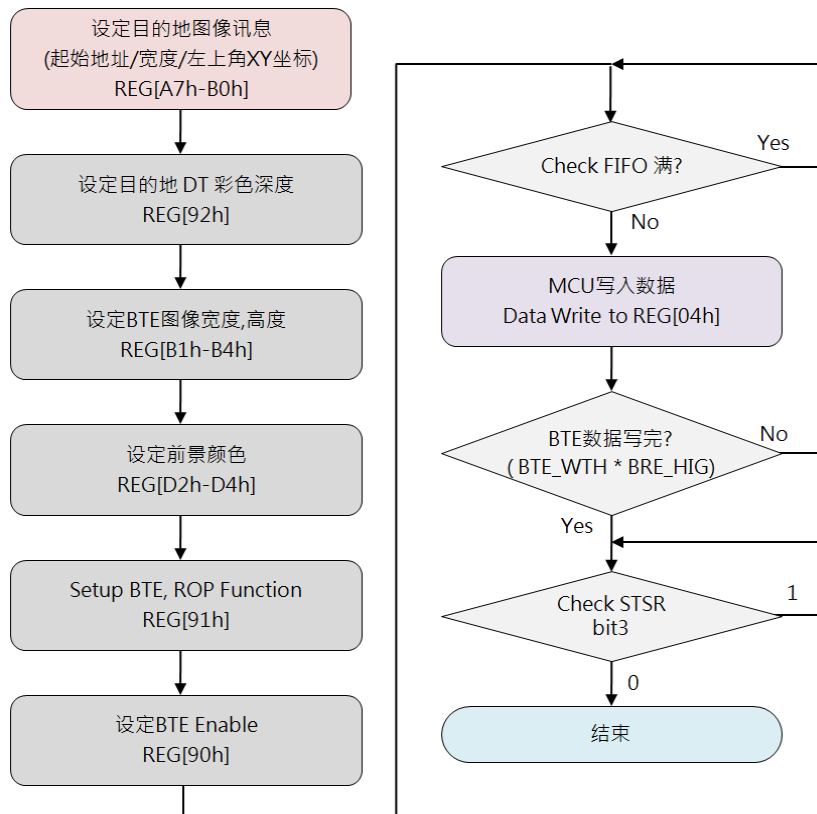 设定目的地图像讯息
(起始地址/宽度/左上角XY坐标)
REG[A7h-B0h]
设定目的地 DT 彩色深度
REG[92h]
设定BTE图像宽度,高度
REG[B1h-B4h]
设定前景颜色
REG[D2h-D4h]
Setup BTE, ROP Function
REG[91h]
设定BTE Enable
REG[90h]
Check FIFO 满?
Yes
No
MCU写入数据
Data Write to REG[04h]
BTE数据写完?
( BTE_WTH * BRE_HIG)
No
Yes
Check STSR
bit3
1
0
结束